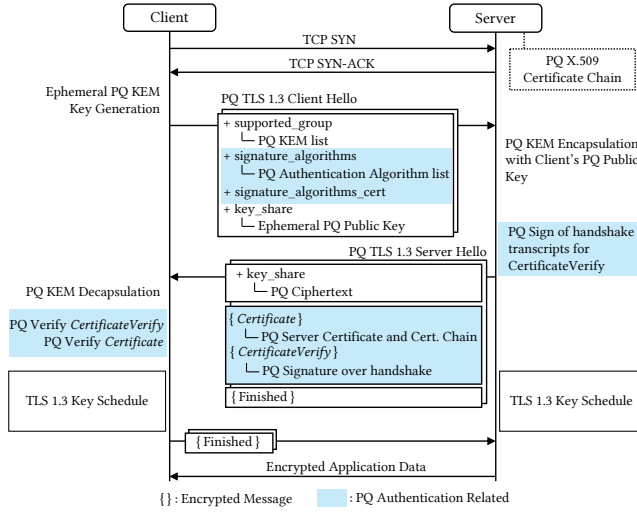 Client
Server
TCP SYN
TCP SYN-ACK
PQ X.509
Certificate Chain
Ephemeral PQ KEM
Key Generation
PQ TLS 1.3 Client Hello
+ supported_group
PQ KEM list
+ signature_algorithms
PQ Authentication Algorithm list
+ signature_algorithms_cert
+ key_share
Ephemeral PQ Public Key
PQ KEM Encapsulation
with Client's PQ Public
Key
PQ Sign of handshake
transcripts for
CertificateVerify
PQ TLS 1.3 Server Hello
+ key_share
PQ Ciphertext
PQ KEM Decapsulation
{ Certificate }
PQ Server Certificate and Cert. Chain
{ CertificateVerify }
PQ Signature over handshake
{ Finished }
PQ Verify CertificateVerify
PQ Verify Certificate
TLS 1.3 Key Schedule
TLS 1.3 Key Schedule
{ Finished }
Encrypted Application Data
{ } : Encrypted Message
: PQ Authentication Related